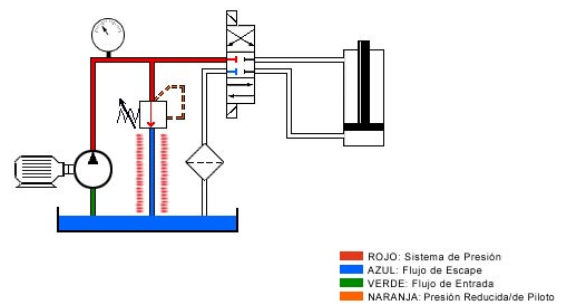 ROJO: Sistema de Presión
AZUL: Flujo de Escape
VERDE: Flujo de Entrada
NARANJA: Presión Reducida/de Piloto